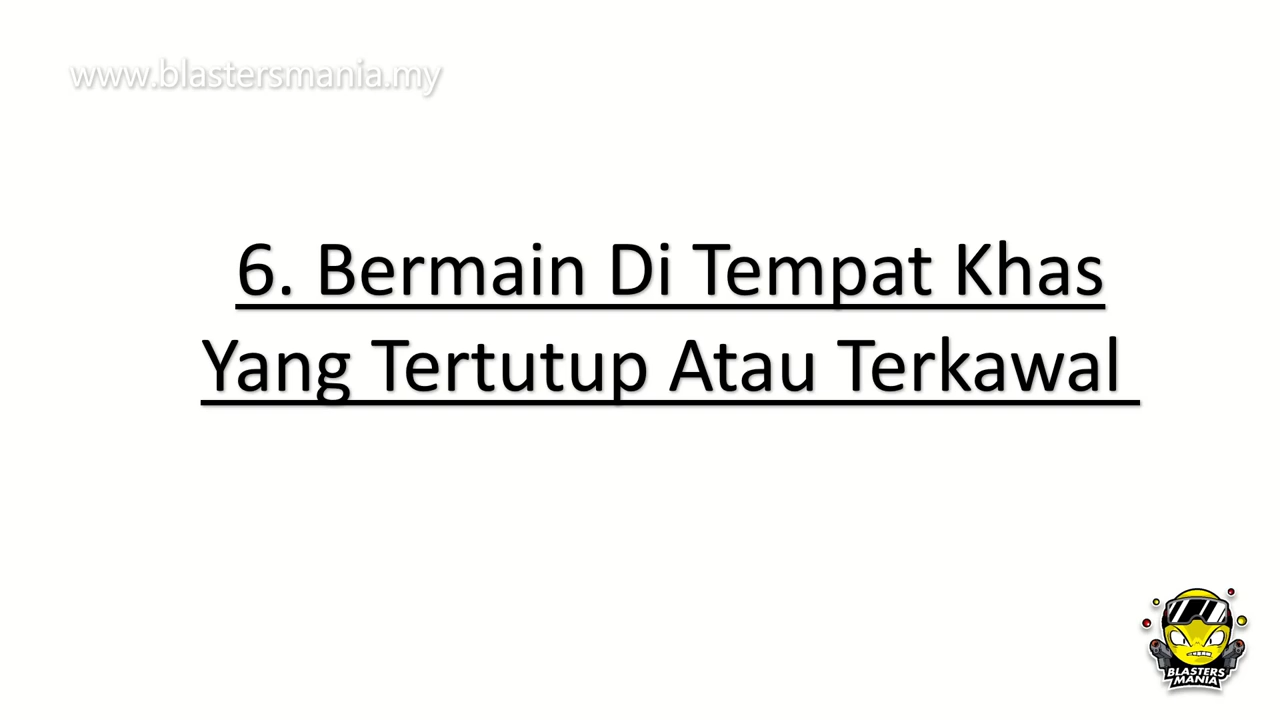 www.blastersmania.my
6. Bermain Di Tempat Khas
Yang Tertutup Atau Terkawal
BLASTERS
MANIA